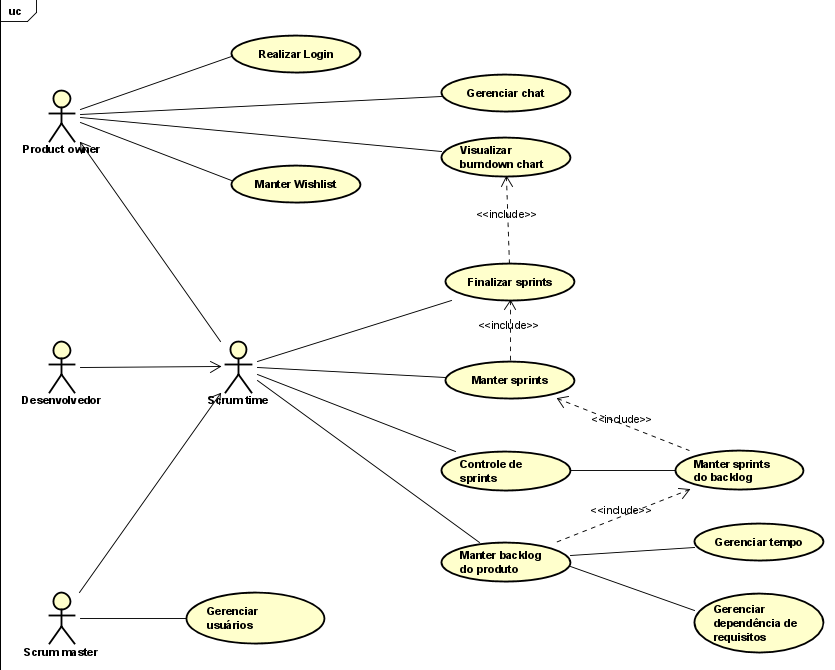 uc
Realizar Login
Gerenciar chat
Product owner
Visualizar
burndown chart
Manter Wishlist
<<include>>
Finalizar sprints
<<include>>
Manter sprints
Desenvolvedor
Scrum time
<<include>>
Controle de
sprints
Manter sprints
do backlog
<<include>>
Manter backlog
do produto
Gerenciar tempo
Gerenciar
usuários
Gerenciar
dependência de
requisitos
Scrum master